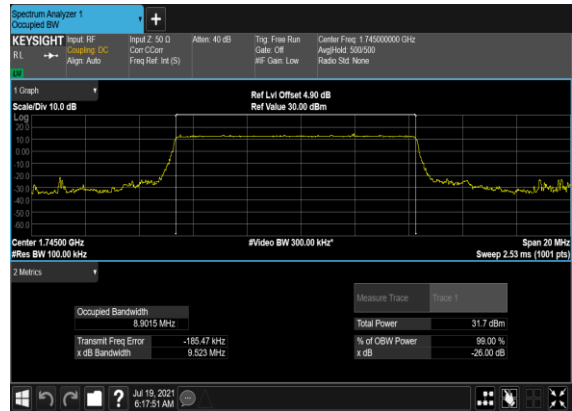 Spectrum Analyzer 1
Occupied BW
+
KEYSIGHT
RL
Input: RF
Coupling: DC
Align: Auto
Input Z: 50 Ω
Corr CCorr
Freq Ref: Int (S)
Atten: 40 dB
Trig: Free Run
Gate: Off
#IF Gain: Low
Center Freq: 1.745000000 GHz
Avg|Hold: 500/500
Radio Std: None
1 Graph
Scale/Div 10.0 dB
Ref Lvl Offset 4.90 dB
Ref Value 30.00 dBm
Log
20.0
10.0
0.00
-10.0
-20.0
-30.0
-40.0
-50.0
-60.0
Center 1.74500 GHz
#Res BW 100.00 kHz
#Video BW 300.00 kHz*
Span 20 MHz
Sweep 2.53 ms (1001 pts)
2 Metrics
Measure Trace
Trace 1
Occupied Bandwidth
8.9015 MHz
Total Power
31.7 dBm
Transmit Freq Error
-185.47 kHz
% of OBW Power
99.00 %
x dB Bandwidth
9.523 MHz
x dB
-26.00 dB
?
Jul 19, 2021
6:17:51 AM